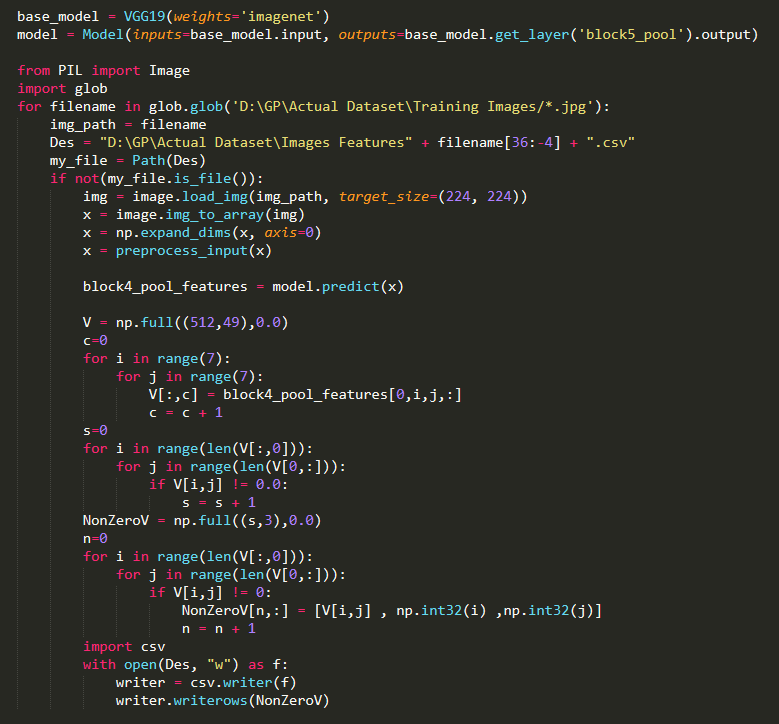 base_model = VGG19(weights='imagenet')
model = Model(inputs=base_model.input, outputs=base_model.get_layer('block5_pool').output)
from PIL import Image
import glob
for filename in glob.glob('D:\GP\Actual Dataset\Training Images/*.jpg'):
    img_path = filename
    Des = "D:\GP\Actual Dataset\Images Features" + filename[36:-4] + ".csv"
    my_file = Path(Des)
    if not(my_file.is_file()):
        img = image.load_img(img_path, target_size=(224, 224))
        x = image.img_to_array(img)
        x = np.expand_dims(x, axis=0)
        x = preprocess_input(x)
        block4_pool_features = model.predict(x)
        V = np.full((512,49),0.0)
        c=0
        for i in range(7):
            for j in range(7):
                V[:,c] = block4_pool_features[0,i,j,:]
                c = c + 1
        s=0
        for i in range(len(V[:,0])):
            for j in range(len(V[0,:])):
                if V[i,j] != 0.0:
                    s = s + 1
        NonZeroV = np.full((s,3),0.0)
        n=0
        for i in range(len(V[:,0])):
            for j in range(len(V[0,:])):
                if V[i,j] != 0:
                    NonZeroV[n,:] = [V[i,j] , np.int32(i) ,np.int32(j)]
                    n = n + 1
        import csv
        with open(Des, "w") as f:
            writer = csv.writer(f)
            writer.writerows(NonZeroV)